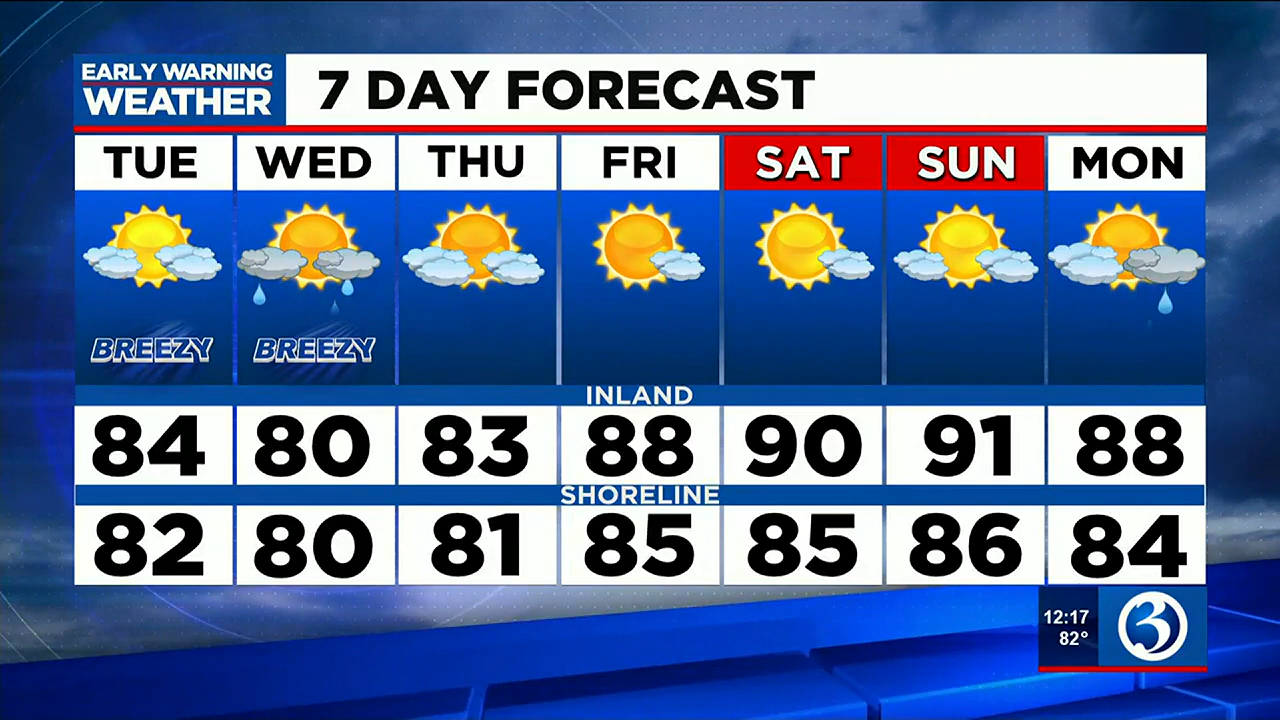 EARLY WARNING
WEATHER
7 DAY FORECAST
TUE WED THU FRI SAT SUN MON
BREEZY BREEZY
INLAND
84 80 83 88 90 91 88
SHORELINE
82 80 81 85 85 86 84
12:17
82°
3